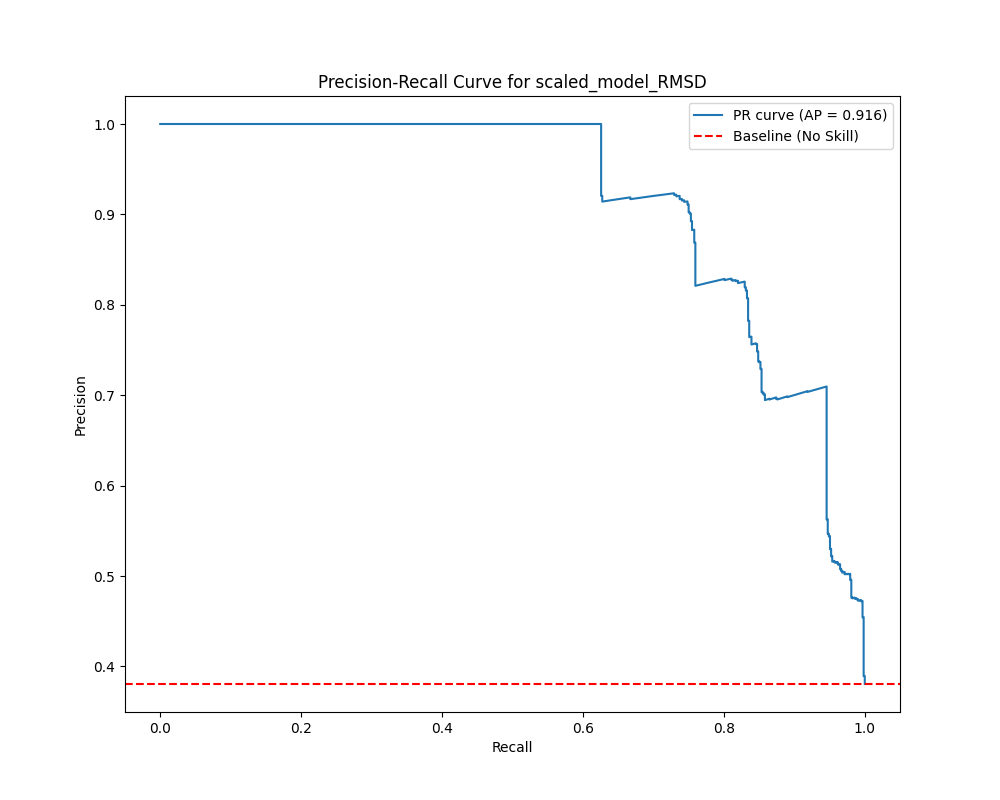 Precision-Recall Curve for scaled_model_RMSD
PR curve (AP = 0.916)
Baseline (No Skill)
1.0
0.9
0.8
0.7
0.6
0.5
0.4
Precision
0.0 0.2 0.4 0.6 0.8 1.0
Recall